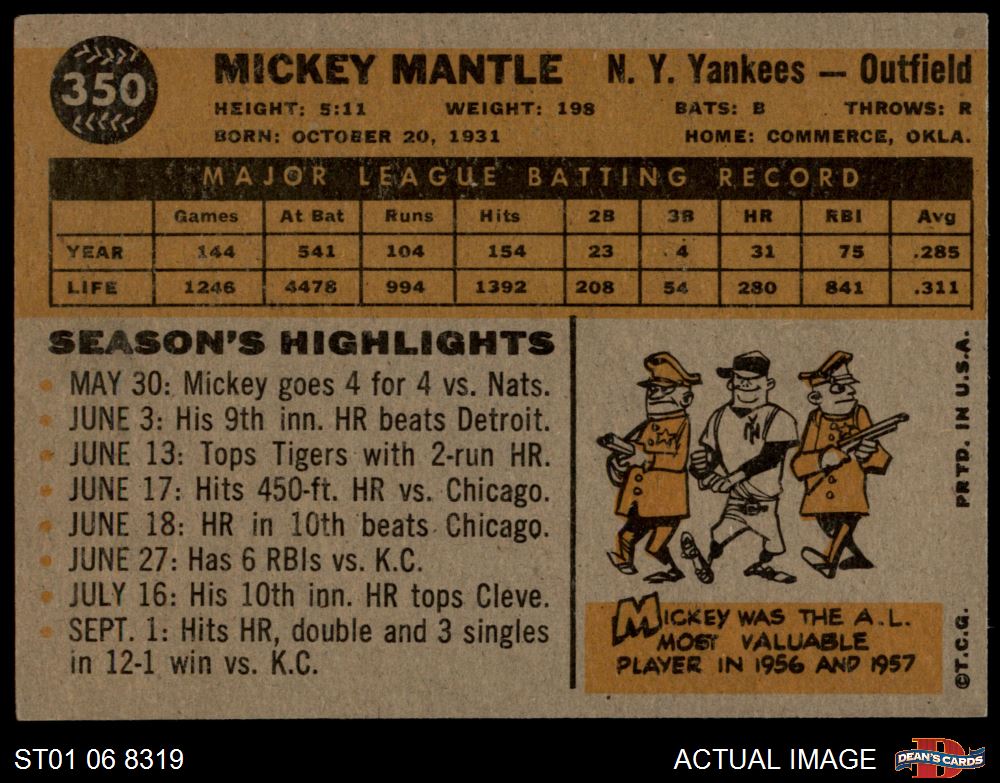 350
MICKEY MANTLE N. Y. Yankees — Outfield
HEIGHT: 5:11 WEIGHT: 198 BATS: B THROWS: R
BORN: OCTOBER 20, 1931 HOME: COMMERCE, OKLA.
MAJOR LEAGUE BATTING RECORD
Games At Bat Runs Hits 2B 3B HR RBI Avg
YEAR 144 541 104 154 23 4 31 75 .285
LIFE 1246 4478 994 1392 208 54 280 841 .311
SEASON'S HIGHLIGHTS
MAY 30: Mickey goes 4 for 4 vs. Nats.
JUNE 3: His 9th inn. HR beats Detroit.
JUNE 13: Tops Tigers with 2-run HR.
JUNE 17: Hits 450-ft. HR vs. Chicago.
JUNE 18: HR in 10th beats Chicago.
JUNE 27: Has 6 RBIs vs. K.C.
JULY 16: His 10th inn. HR tops Cleve.
SEPT. 1: Hits HR, double and 3 singles
in 12-1 win vs. K.C.
NY
MICKEY WAS THE A.L.
MOST VALUABLE
PLAYER IN 1956 AND 1957
©T.C.G. PRTD. IN U.S.A.
ST01 06 8319
ACTUAL IMAGE
D
DEAN'S CARDS